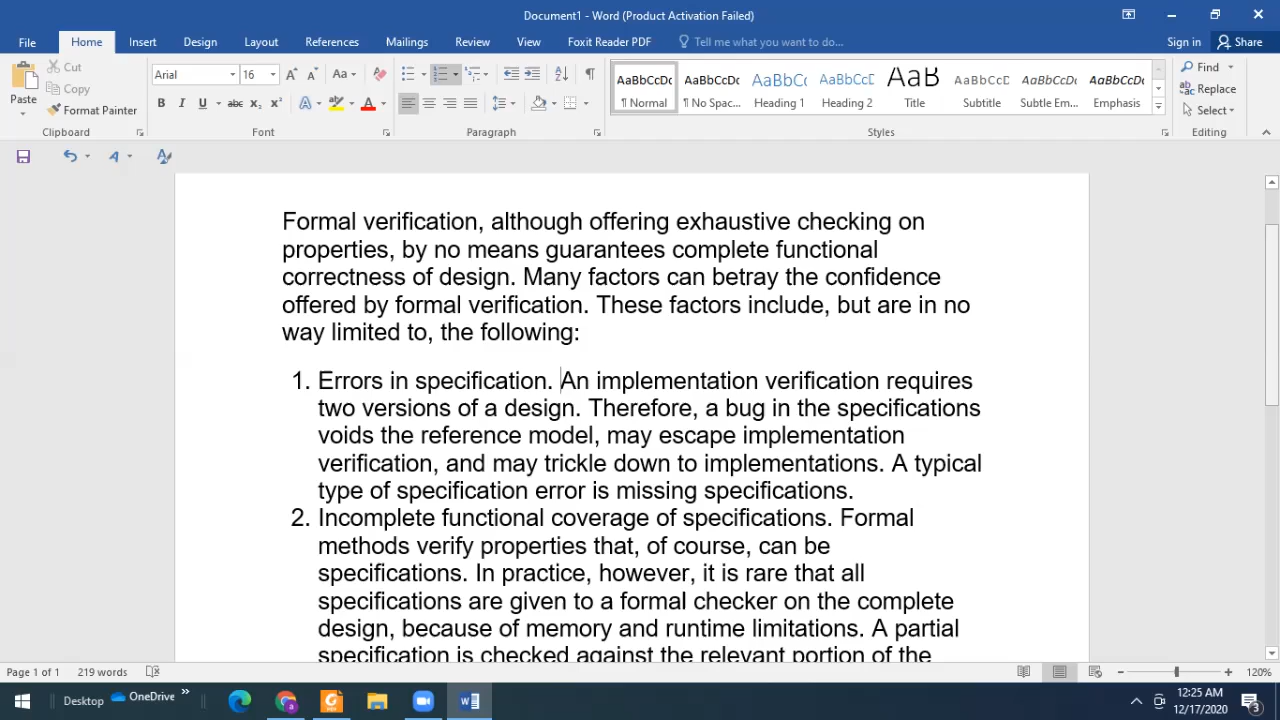 Document1 - Word (Product Activation Failed)
File Home Insert Design Layout References Mailings Review View Foxit Reader PDF Tell me what you want to do... Sign in Share
Cut
Copy
Format Painter
Paste
Clipboard
Arial 16
Font
Paragraph
AaBbCcDc AaBbCcDc AaBbCc AaBbCcE AaB AaBbCcD AaBbCcDc AaBbCcDc
¶ Normal ¶ No Spac... Heading 1 Heading 2 Title Subtitle Subtle Em... Emphasis
Styles
Find
Replace
Select
Editing
Formal verification, although offering exhaustive checking on
properties, by no means guarantees complete functional
correctness of design. Many factors can betray the confidence
offered by formal verification. These factors include, but are in no
way limited to, the following:
1. Errors in specification. An implementation verification requires
two versions of a design. Therefore, a bug in the specifications
voids the reference model, may escape implementation
verification, and may trickle down to implementations. A typical
type of specification error is missing specifications.
2. Incomplete functional coverage of specifications. Formal
methods verify properties that, of course, can be
specifications. In practice, however, it is rare that all
specifications are given to a formal checker on the complete
design, because of memory and runtime limitations. A partial
specification is checked against the relevant portion of the
Page 1 of 1 219 words 120%
Desktop OneDrive
12:25 AM
12/17/2020
3